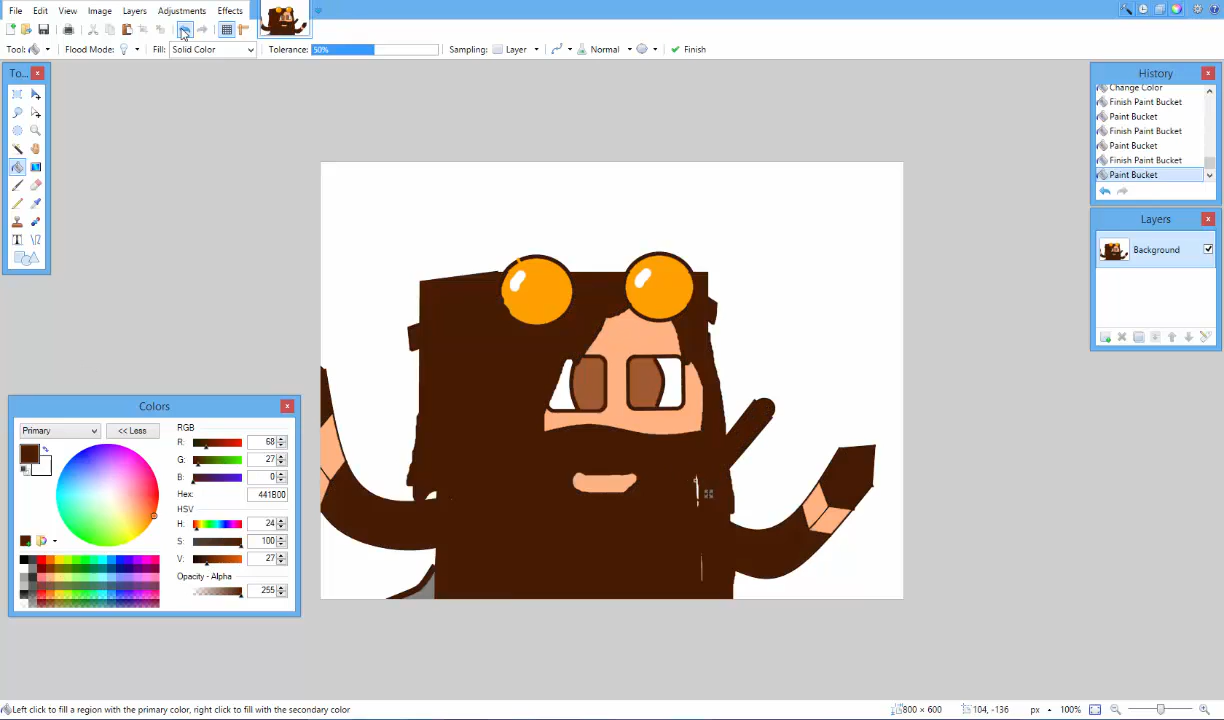 File Edit View Image Layers Adjustments Effects
Tool: Flood Mode: Fill: Solid Color Tolerance: 50% Sampling: Layer Normal Finish
To...
History
Change Color
Finish Paint Bucket
Paint Bucket
Finish Paint Bucket
Paint Bucket
Finish Paint Bucket
Paint Bucket
Layers
Background
Colors
Primary << Less
RGB
R: 68
G: 27
B: 0
Hex: 441B00
HSV
H: 24
S: 100
V: 27
Opacity - Alpha
255
Left click to fill a region with the primary color, right click to fill with the secondary color 800 × 600 104, -136 px 100%